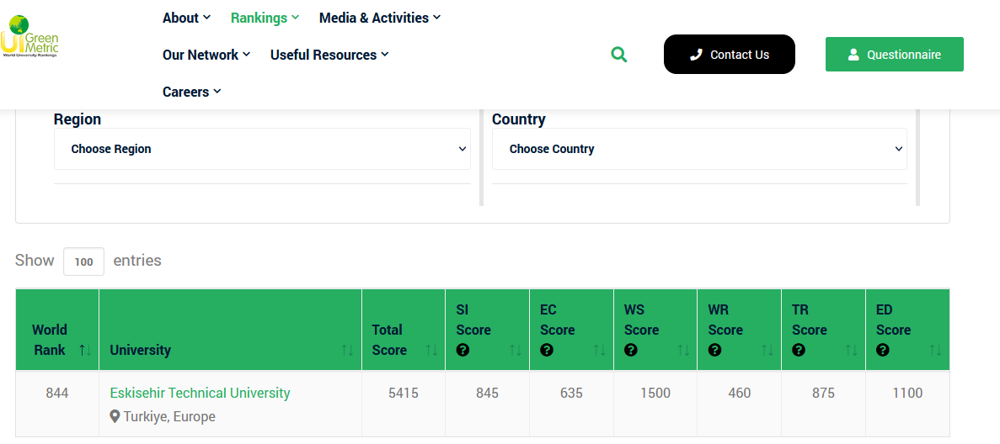 UI
Green
Metric
World University Rankings
About
Rankings
Media & Activities
Our Network
Useful Resources
Careers
Contact Us
Questionnaire
Region
Country
Choose Region
Choose Country
Show 100 entries
World
Rank
University
Total
Score
SI
Score
EC
Score
WS
Score
WR
Score
TR
Score
ED
Score
844
Eskisehir Technical University
Turkiye, Europe
5415
845
635
1500
460
875
1100